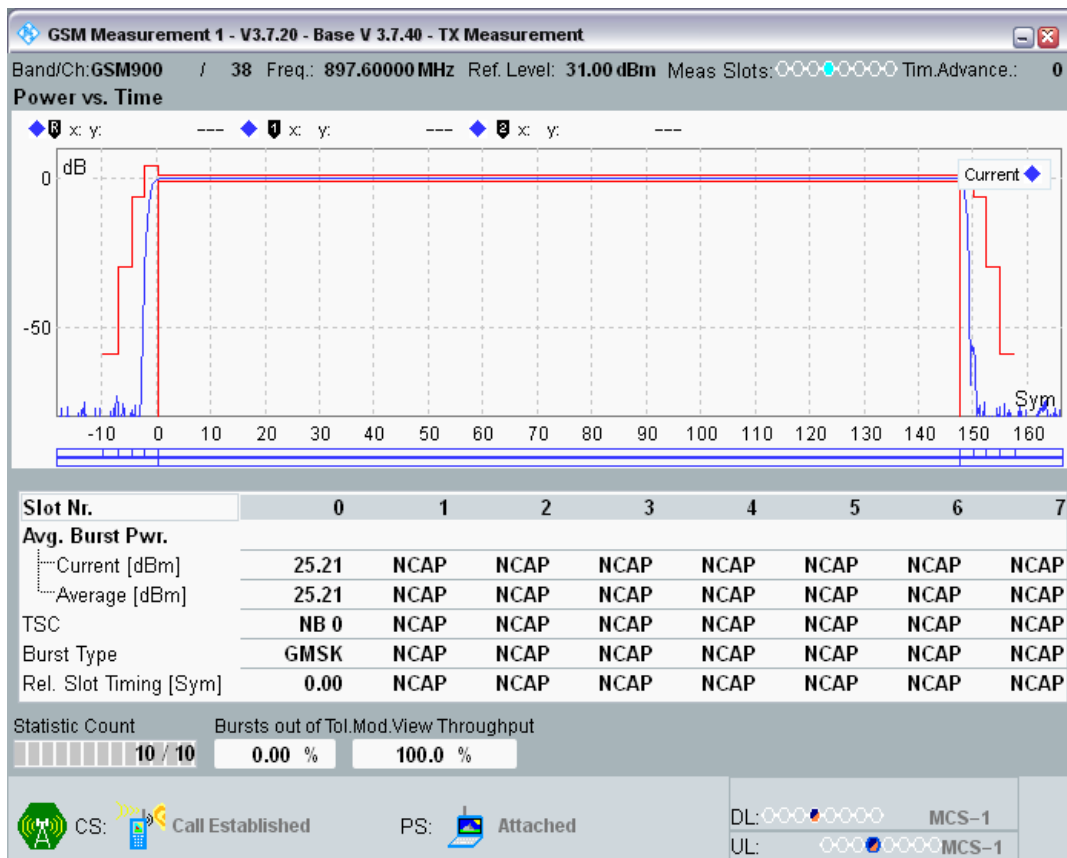 GSM Measurement 1 - V3.7.20 - Base V 3.7.40 - TX Measurement
Band/Ch:GSM900 / 38 Freq.: 897.60000 MHz Ref. Level: 31.00 dBm Meas Slots: Tim.Advance.: 0
Power vs. Time
R x: y: --- 1 x: y: --- 2 x: y: ---
dB
Current
0
-50
Sym
-10 0 10 20 30 40 50 60 70 80 90 100 110 120 130 140 150 160
Slot Nr. 0 1 2 3 4 5 6 7
Avg. Burst Pwr.
Current [dBm] 25.21 NCAP NCAP NCAP NCAP NCAP NCAP NCAP
Average [dBm] 25.21 NCAP NCAP NCAP NCAP NCAP NCAP NCAP
TSC NB 0 NCAP NCAP NCAP NCAP NCAP NCAP NCAP
Burst Type GMSK NCAP NCAP NCAP NCAP NCAP NCAP NCAP
Rel. Slot Timing [Sym] 0.00 NCAP NCAP NCAP NCAP NCAP NCAP NCAP
Statistic Count Bursts out of Tol.Mod.View Throughput
10 / 10 0.00 % 100.0 %
CS: Call Established PS: Attached
DL: MCS-1
UL: MCS-1